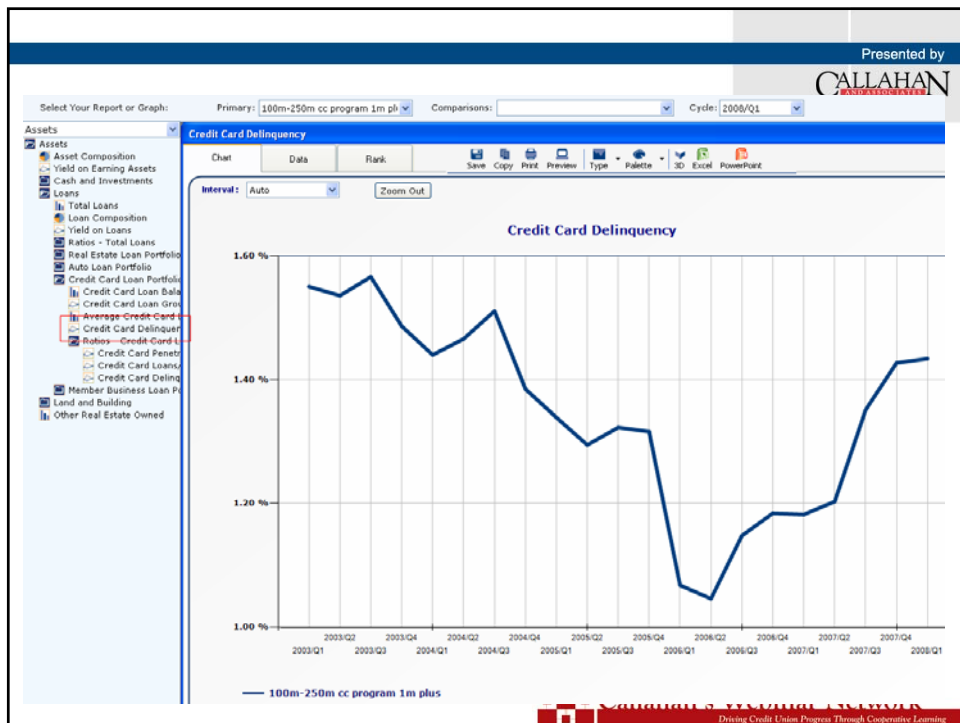 Presented by
CALLAHAN
AND ASSOCIATES
Select Your Report or Graph:
Primary: 100m-250m cc program 1m pl
Comparisons:
Cycle: 2008/Q1
Assets
Assets
Asset Composition
Yield on Earning Assets
Cash and Investments
Loans
Total Loans
Loan Composition
Yield on Loans
Ratios - Total Loans
Real Estate Loan Portfolio
Auto Loan Portfolio
Credit Card Loan Portfoli
Credit Card Loan Bala
Credit Card Loan Grou
Average Credit Card L
Credit Card Delinquer
Ratios - Credit Card L
Credit Card Penetr
Credit Card Loans/
Credit Card Delinq
Member Business Loan Po
Land and Building
Other Real Estate Owned
Credit Card Delinquency
Chart Data Rank
Save Copy Print Preview Type Palette 3D Excel PowerPoint
Interval: Auto
Zoom Out
Credit Card Delinquency
1.60 %
1.40 %
1.20 %
1.00 %
2003/Q2 2003/Q4 2004/Q2 2004/Q4 2005/Q2 2005/Q4 2006/Q2 2006/Q4 2007/Q2 2007/Q4
2003/Q1 2003/Q3 2004/Q1 2004/Q3 2005/Q1 2005/Q3 2006/Q1 2006/Q3 2007/Q1 2007/Q3 2008/Q1
100m-250m cc program 1m plus
Callahan's Webinar Network
Driving Credit Union Progress Through Cooperative Learning